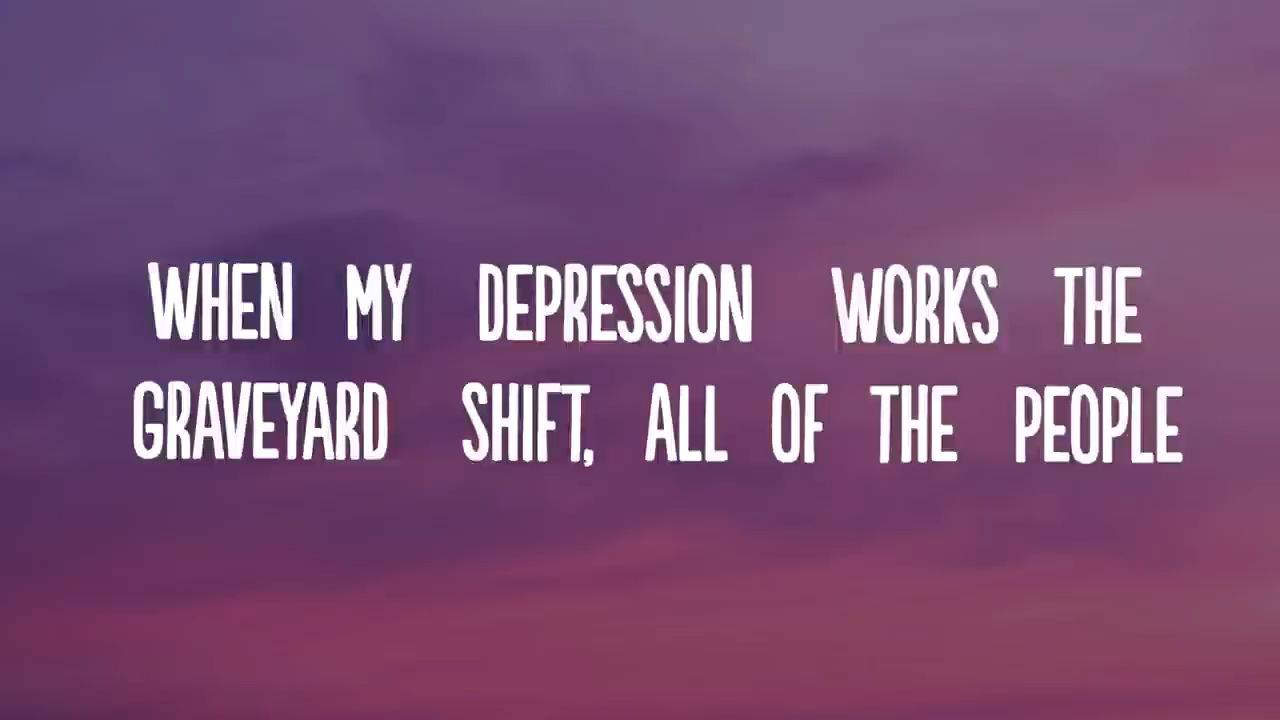 WHEN MY DEPRESSION WORKS THE
GRAVEYARD SHIFT, ALL OF THE PEOPLE